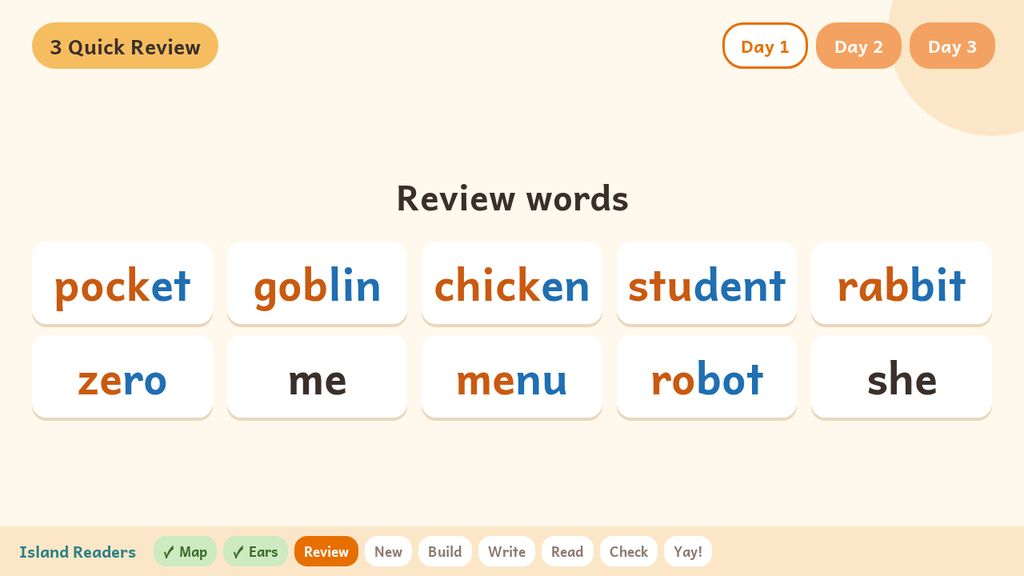 3 Quick Review
Day 1 Day 2 Day 3
Review words
pocket goblin chicken student rabbit
zero me menu robot she
Island Readers ✓ Map ✓ Ears Review New Build Write Read Check Yay!